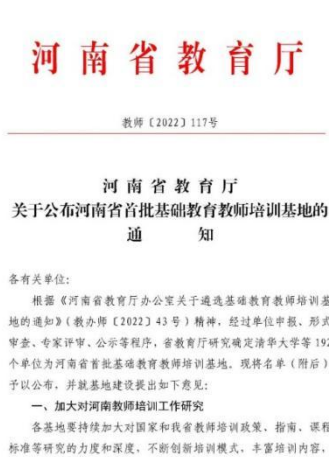 河南省教育厅
教师〔2022〕117号
河南省教育厅
关于公布河南省首批基础教育教师培训基地的
通 知
各有关单位:
根据《河南省教育厅办公室关于遴选基础教育教师培训基
地的通知》(教办师〔2022〕43号)精神，经过单位申报、形式
审查、专家评审、公示等程序，省教育厅研究确定清华大学等192
个单位为河南省首批基础教育教师培训基地。现将名单（附后）
予以公布，并就基地建设提出如下意见:
一、加大对河南教师培训工作研究
各基地要持续加大对国家和我省教师培训政策、指南、课程
标准等研究的力度和深度，不断创新培训模式，丰富培训内容，